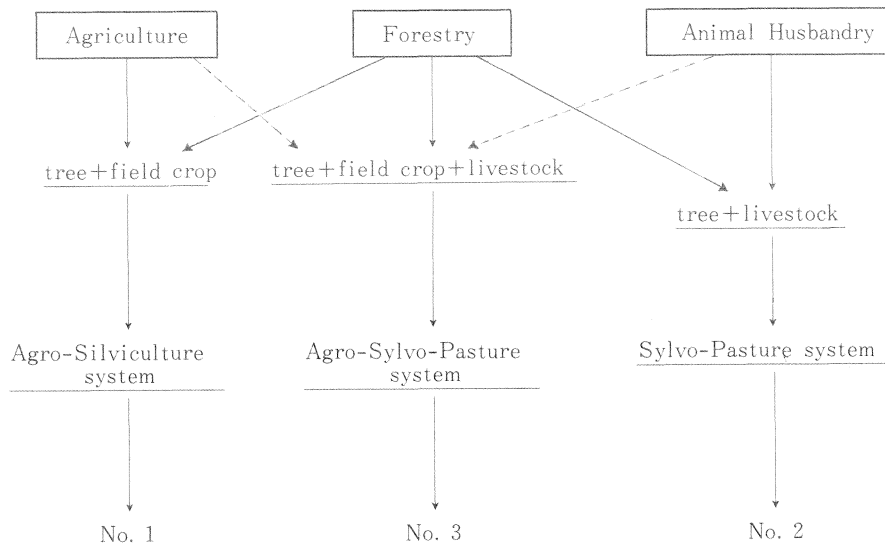 Agriculture
Forestry
Animal Husbandry
tree+field crop
tree+field crop+livestock
tree+livestock
Agro-Silviculture
system
Agro-Sylvo-Pasture
system
Sylvo-Pasture system
No. 1
No. 3
No. 2